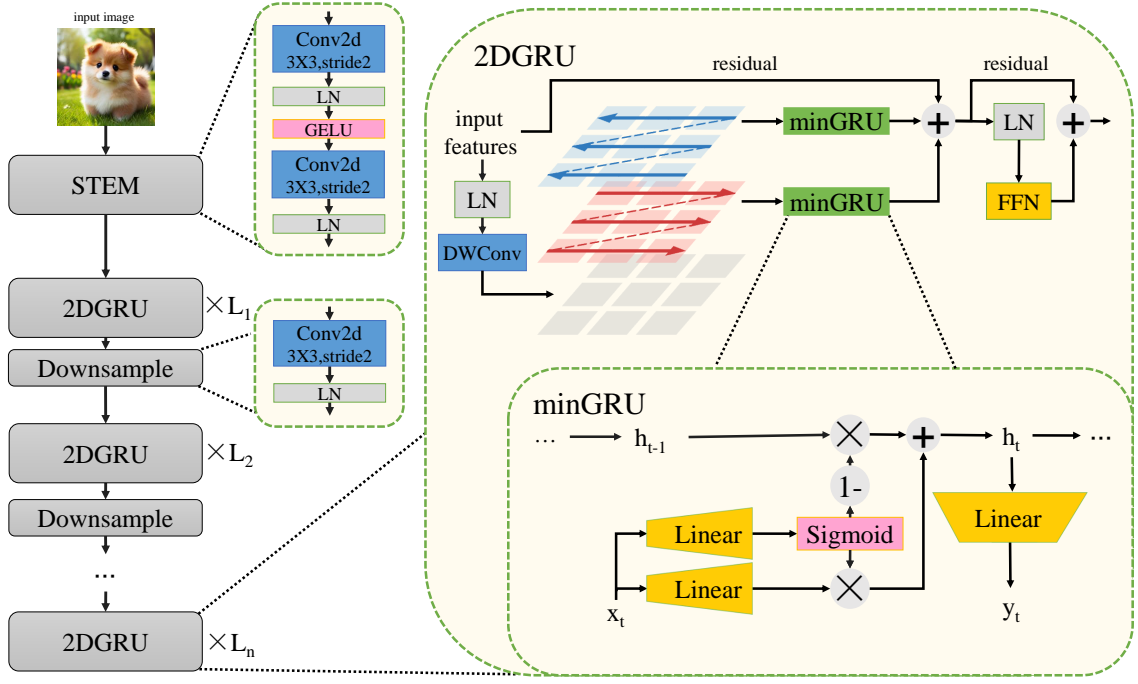 input image
STEM
2DGRU
×L1
Downsample
2DGRU
×L2
Downsample
...
2DGRU
×Ln
Conv2d
3X3,stride2
LN
GELU
Conv2d
3X3,stride2
LN
Conv2d
3X3,stride2
LN
2DGRU
residual
residual
input
features
LN
DWConv
minGRU
minGRU
+
LN
FFN
+
minGRU
...
ht-1
×
+
ht
...
1-
Linear
Sigmoid
Linear
Linear
×
xt
yt